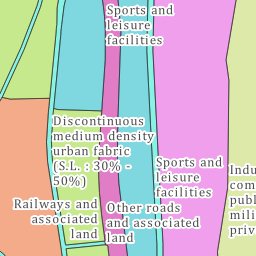 Sports and
leisure
facilities
Discontinuous
medium density
urban fabric
(S.L. : 30% -
50%)
Sports and
leisure
facilities
Railways and
associated
land
Other roads
and associated
land
Indu
com
publ
mili
priv